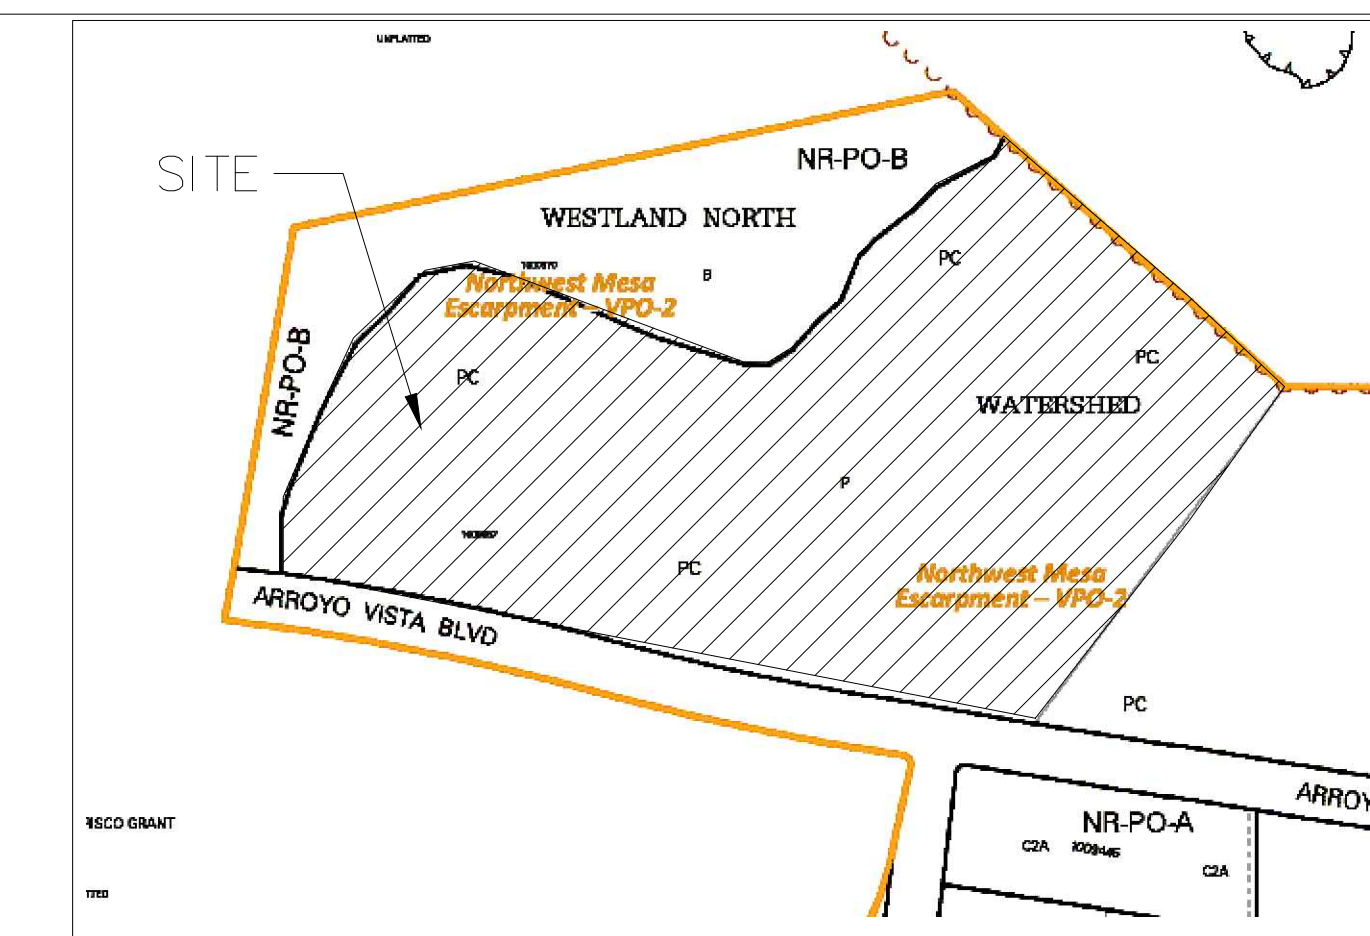 UNPLATTED
NR-PO-B
SITE
WESTLAND NORTH
PC
B
Northwest Mesa
Escarpment – VPO-2
NR-PO-B
PC
PC
WATERSHED
P
PC
Northwest Mesa
Escarpment – VPO-2
ARROYO VISTA BLVD
PC
ARROY
NR-PO-A
C2A
C2A
RISCO GRANT
TTED